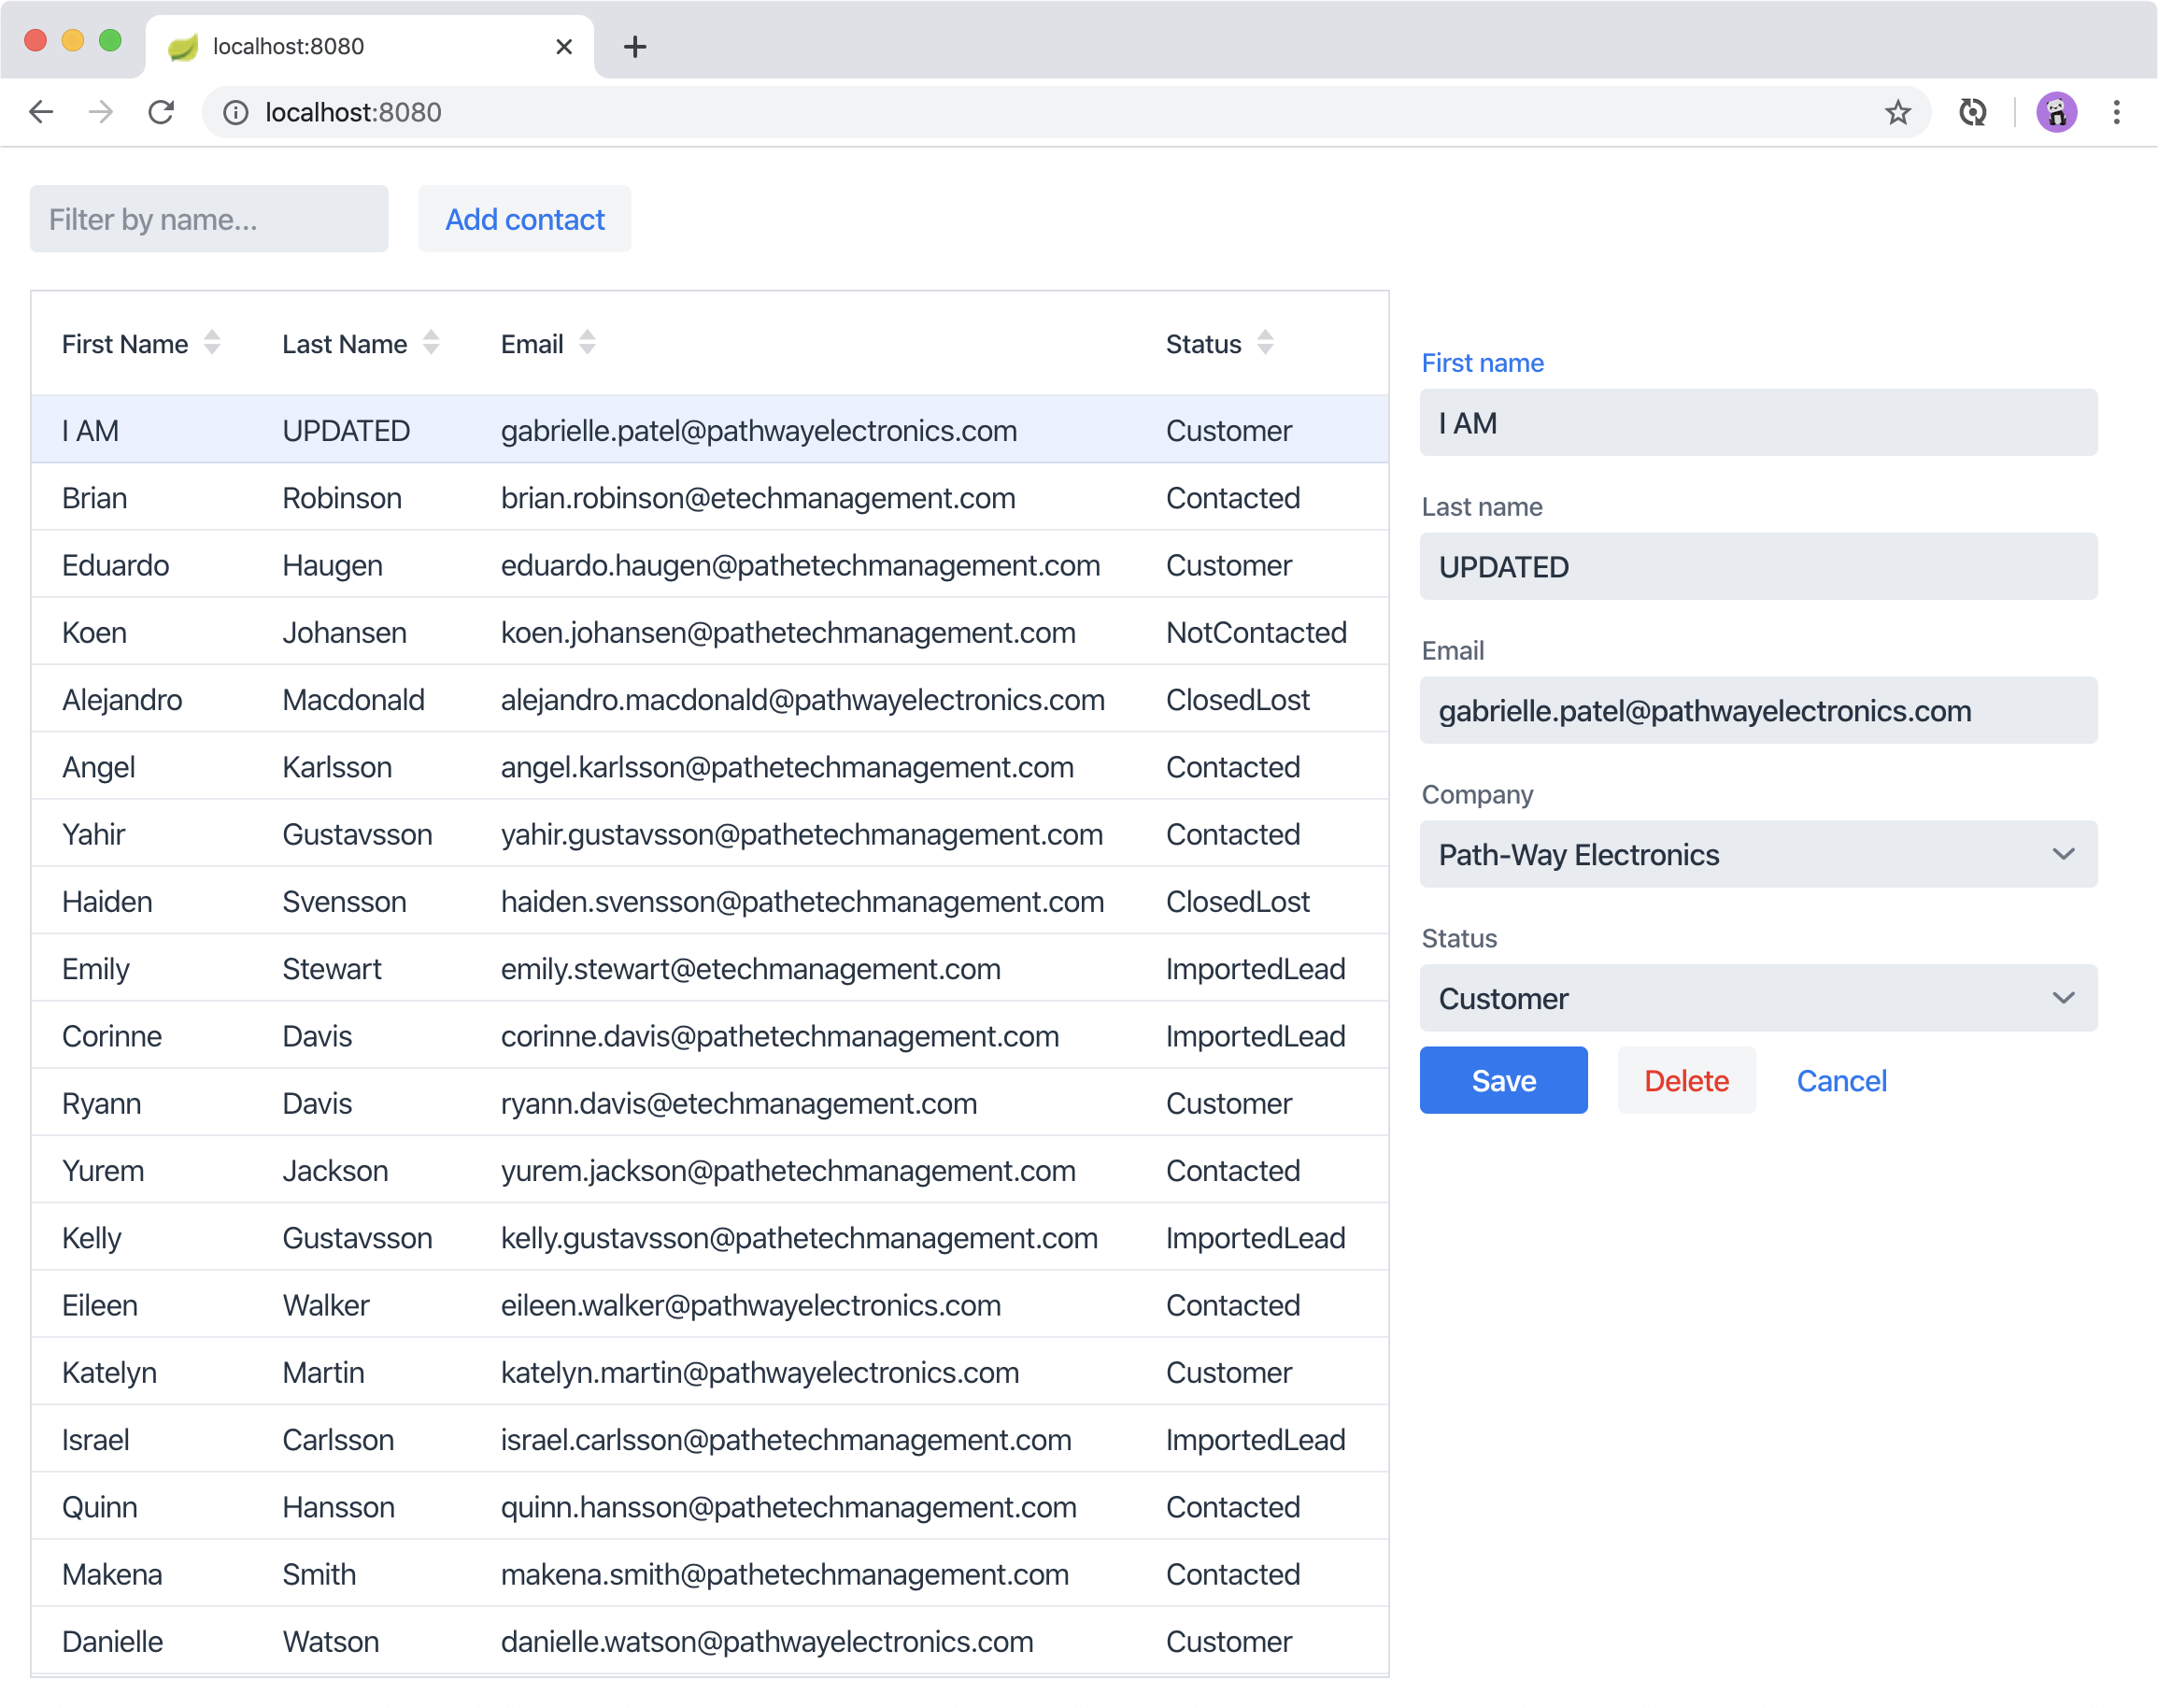 localhost:8080
localhost:8080
Filter by name...
Add contact
First Name Last Name Email Status
I AM UPDATED gabrielle.patel@pathwayelectronics.com Customer
Brian Robinson brian.robinson@etechmanagement.com Contacted
Eduardo Haugen eduardo.haugen@pathetechmanagement.com Customer
Koen Johansen koen.johansen@pathetechmanagement.com NotContacted
Alejandro Macdonald alejandro.macdonald@pathwayelectronics.com ClosedLost
Angel Karlsson angel.karlsson@pathetechmanagement.com Contacted
Yahir Gustavsson yahir.gustavsson@pathetechmanagement.com Contacted
Haiden Svensson haiden.svensson@pathetechmanagement.com ClosedLost
Emily Stewart emily.stewart@etechmanagement.com ImportedLead
Corinne Davis corinne.davis@pathetechmanagement.com ImportedLead
Ryann Davis ryann.davis@etechmanagement.com Customer
Yurem Jackson yurem.jackson@pathetechmanagement.com Contacted
Kelly Gustavsson kelly.gustavsson@pathetechmanagement.com ImportedLead
Eileen Walker eileen.walker@pathwayelectronics.com Contacted
Katelyn Martin katelyn.martin@pathwayelectronics.com Customer
Israel Carlsson israel.carlsson@pathetechmanagement.com ImportedLead
Quinn Hansson quinn.hansson@pathetechmanagement.com Contacted
Makena Smith makena.smith@pathetechmanagement.com Contacted
Danielle Watson danielle.watson@pathwayelectronics.com Customer
First name
I AM
Last name
UPDATED
Email
gabrielle.patel@pathwayelectronics.com
Company
Path-Way Electronics
Status
Customer
Save Delete Cancel